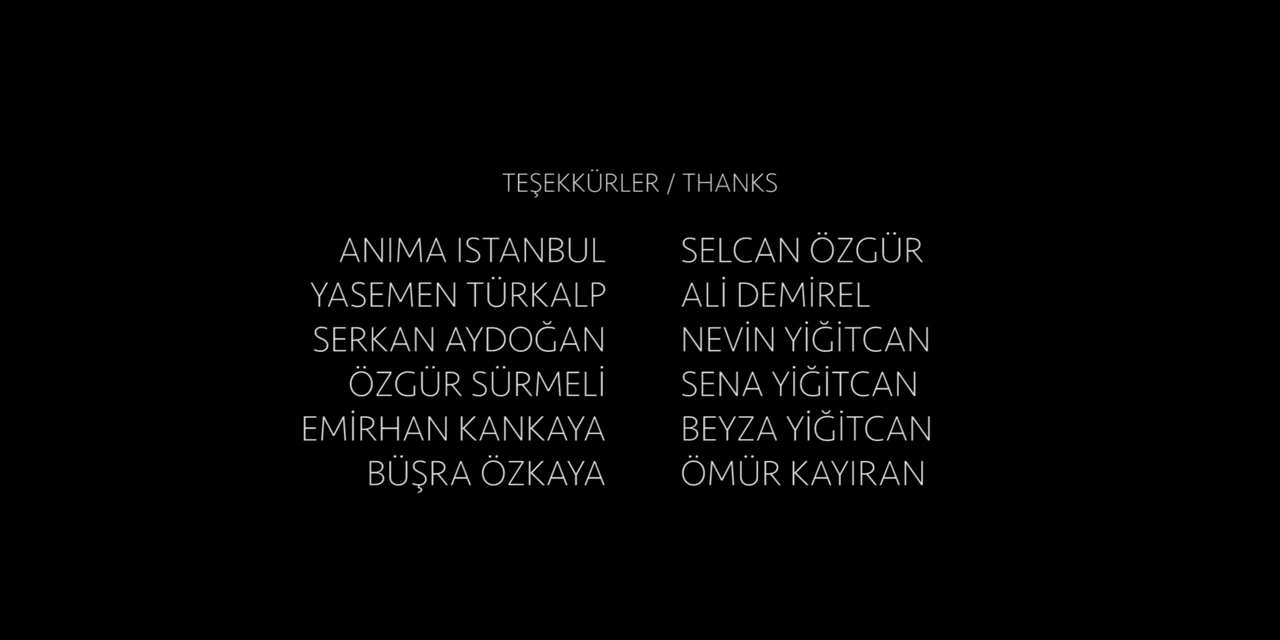 TEŞEKKÜRLER / THANKS
ANIMA ISTANBUL
YASEMEN TÜRKALP
SERKAN AYDOĞAN
ÖZGÜR SÜRMELİ
EMİRHAN KANKAYA
BÜŞRA ÖZKAYA
SELCAN ÖZGÜR
ALİ DEMİREL
NEVİN YİĞİTCAN
SENA YİĞİTCAN
BEYZA YİĞİTCAN
ÖMÜR KAYIRAN